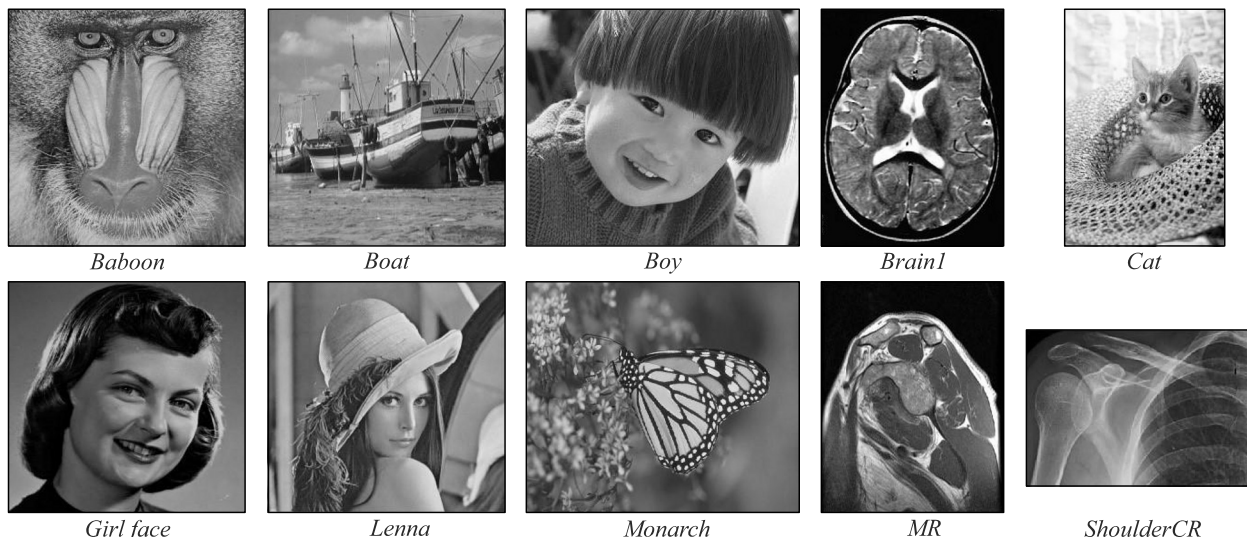 Baboon
Boat
Boy
Brain1
Cat
Girl face
Lenna
Monarch
MR
ShoulderCR